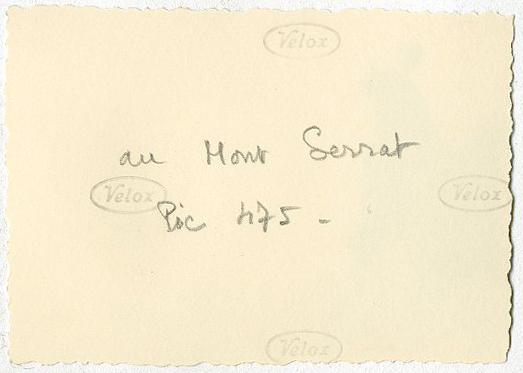 Velox
au Mont Serrat
Velox
Velox
Pic 475 -
Velox